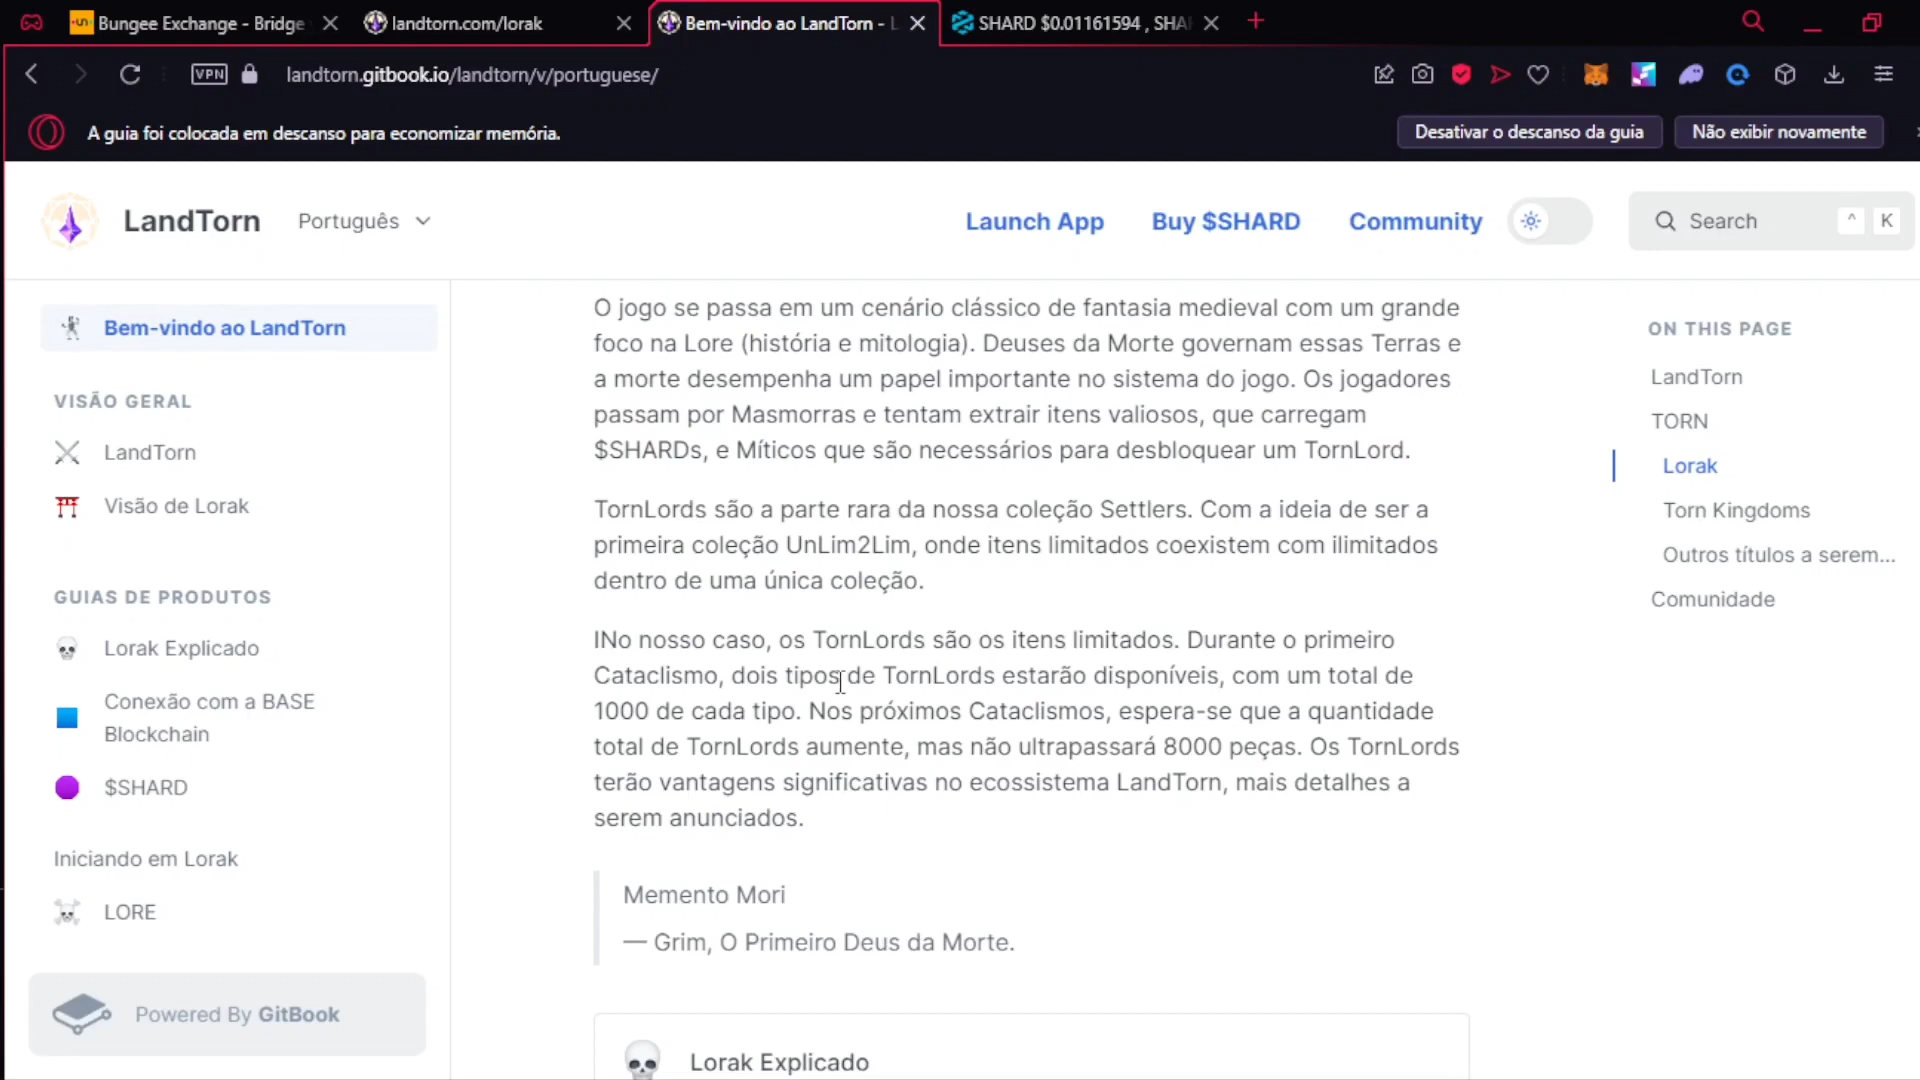 Bungee Exchange - Bridge
landtorn.com/lorak
Bem-vindo ao LandTorn - L
SHARD $0.01161594 , SHA
VPN
landtorn.gitbook.io/landtorn/v/portuguese/
A guia foi colocada em descanso para economizar memória.
Desativar o descanso da guia
Não exibir novamente
LandTorn
Português
Launch App
Buy $SHARD
Community
Search
^
K
Bem-vindo ao LandTorn
VISÃO GERAL
LandTorn
Visão de Lorak
GUIAS DE PRODUTOS
Lorak Explicado
Conexão com a BASE
Blockchain
$SHARD
Iniciando em Lorak
LORE
Powered By GitBook
O jogo se passa em um cenário clássico de fantasia medieval com um grande
foco na Lore (história e mitologia). Deuses da Morte governam essas Terras e
a morte desempenha um papel importante no sistema do jogo. Os jogadores
passam por Masmorras e tentam extrair itens valiosos, que carregam
$SHARDs, e Míticos que são necessários para desbloquear um TornLord.
TornLords são a parte rara da nossa coleção Settlers. Com a ideia de ser a
primeira coleção UnLim2Lim, onde itens limitados coexistem com ilimitados
dentro de uma única coleção.
INo nosso caso, os TornLords são os itens limitados. Durante o primeiro
Cataclismo, dois tipos de TornLords estarão disponíveis, com um total de
1000 de cada tipo. Nos próximos Cataclismos, espera-se que a quantidade
total de TornLords aumente, mas não ultrapassará 8000 peças. Os TornLords
terão vantagens significativas no ecossistema LandTorn, mais detalhes a
serem anunciados.
Memento Mori
— Grim, O Primeiro Deus da Morte.
Lorak Explicado
ON THIS PAGE
LandTorn
TORN
Lorak
Torn Kingdoms
Outros títulos a serem...
Comunidade